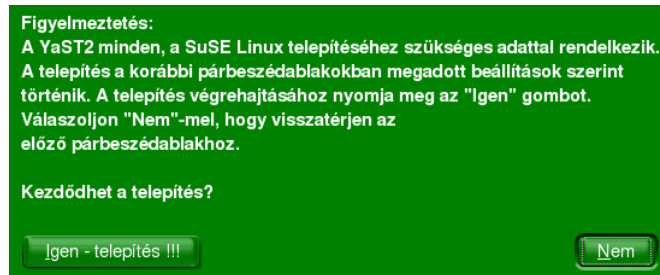 Figyelmeztetés:
A YaST2 minden, a SuSE Linux telepítéséhez szükséges adattal rendelkezik.
A telepítés a korábbi párbeszédablakokban megadott beállítások szerint
történik. A telepítés végrehajtásához nyomja meg az "Igen" gombot.
Válaszoljon "Nem"-mel, hogy visszatérjen az
előző párbeszédablakhoz.
Kezdődhet a telepítés?
Igen - telepítés !!!
Nem